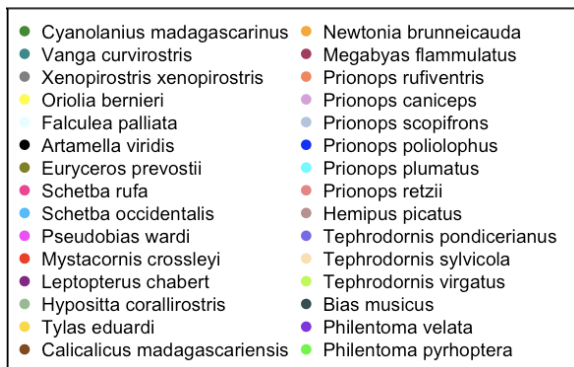 Cyanolanius madagascarinus
Vanga curvirostris
Xenopirostris xenopirostris
Oriolia bernieri
Falculea palliata
Artamella viridis
Euryceros prevostii
Schetba rufa
Schetba occidentalis
Pseudobias wardi
Mystacornis crossleyi
Leptopterus chabert
Hypositta corallirostris
Tylas eduardi
Calicalicus madagascariensis
Newtonia brunneicauda
Megabyas flammulatus
Prionops rufiventris
Prionops caniceps
Prionops scopifrons
Prionops poliolophus
Prionops plumatus
Prionops retzii
Hemipus picatus
Tephrodornis pondicerianus
Tephrodornis sylvicola
Tephrodornis virgatus
Bias musicus
Philentoma velata
Philentoma pyrhoptera